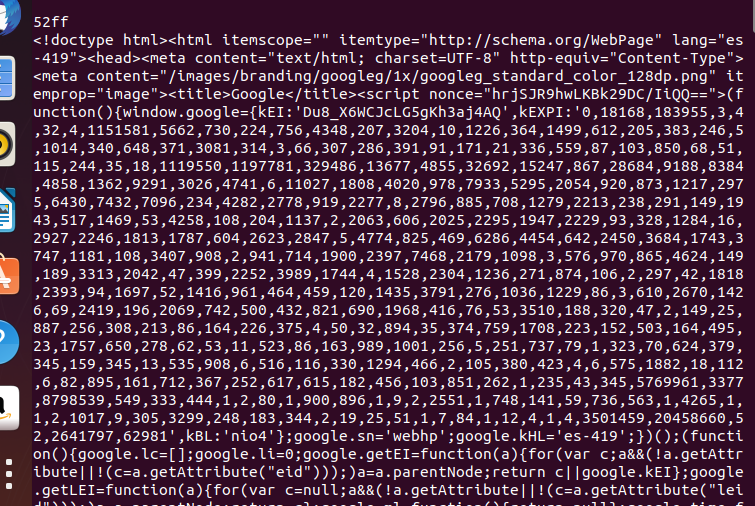 52ff
<!doctype html><html itemscope="" itemtype="http://schema.org/WebPage" lang="es
-419"><head><meta content="text/html; charset=UTF-8" http-equiv="Content-Type">
<meta content="/images/branding/googleg/1x/googleg_standard_color_128dp.png" it
emprop="image"><title>Google</title><script nonce="hrjSJR9hwLKBk29DC/IiQQ==">(f
unction(){window.google={kEI:'Du8_X6WCJcLG5gKh3aj4AQ',kEXPI:'0,18168,183955,3,4
,32,4,1151581,5662,730,224,756,4348,207,3204,10,1226,364,1499,612,205,383,246,5
,1014,340,648,371,3081,314,3,66,307,286,391,91,171,21,336,559,87,103,850,68,51,
115,244,35,18,1119550,1197781,329486,13677,4855,32692,15247,867,28684,9188,8384
,4858,1362,9291,3026,4741,6,11027,1808,4020,978,7933,5295,2054,920,873,1217,297
5,6430,7432,7096,234,4282,2778,919,2277,8,2796,885,708,1279,2213,238,291,149,19
43,517,1469,53,4258,108,204,1137,2,2063,606,2025,2295,1947,2229,93,328,1284,16,
2927,2246,1813,1787,604,2623,2847,5,4774,825,469,6286,4454,642,2450,3684,1743,3
747,1181,108,3407,908,2,941,714,1900,2397,7468,2179,1098,3,576,970,865,4624,149
,189,3313,2042,47,399,2252,3989,1744,4,1528,2304,1236,271,874,106,2,297,42,1818
,2393,94,1697,52,1416,961,464,459,120,1435,3791,276,1036,1229,86,3,610,2670,142
6,69,2419,196,2069,742,500,432,821,690,1968,416,76,53,3510,188,320,47,2,149,25,
887,256,308,213,86,164,226,375,4,50,32,894,35,374,759,1708,223,152,503,164,495,
23,1757,650,278,62,53,11,523,86,163,989,1001,256,5,251,737,79,1,323,70,624,379,
345,159,345,13,535,908,6,516,116,330,1294,466,2,105,380,423,4,6,575,1882,18,112
,6,82,895,161,712,367,252,617,615,182,456,103,851,262,1,235,43,345,5769961,3377
,8798539,549,333,444,1,2,80,1,900,896,1,9,2,2551,1,748,141,59,736,563,1,4265,1,
1,2,1017,9,305,3299,248,183,344,2,19,25,51,1,7,84,1,12,4,1,4,3501459,20458660,5
2,2641797,62981',kBL:'nio4'};google.sn='webhp';google.kHL='es-419';})();(functi
on(){google.lc=[];google.li=0;google.getEI=function(a){for(var c;a&&(!a.getAttr
ibute||!(c=a.getAttribute("eid")));)a=a.parentNode;return c||google.kEI};google
.getLEI=function(a){for(var c=null;a&&(!a.getAttribute||!(c=a.getAttribute("lei